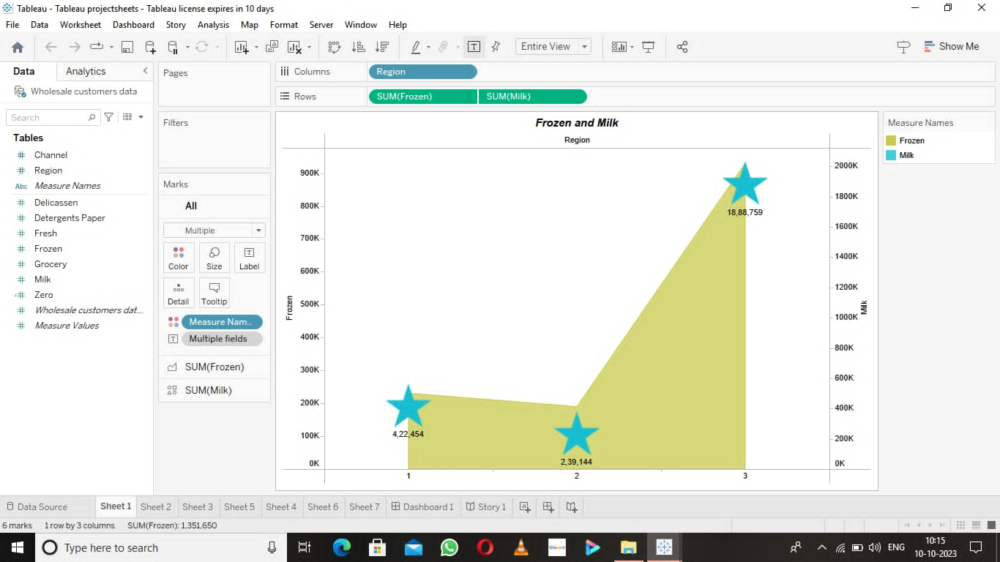 Tableau - Tableau projectsheets - Tableau license expires in 10 days
File Data Worksheet Dashboard Story Analysis Map Format Server Window Help
Entire View
Show Me
Data Analytics
Wholesale customers data
Search
Tables
Channel
Region
Abc Measure Names
Delicassen
Detergents Paper
Fresh
Frozen
Grocery
Milk
Zero
Wholesale customers dat...
Measure Values
Pages
Filters
Marks
All
Multiple
Color Size Label
Detail Tooltip
Measure Nam..
Multiple fields
SUM(Frozen)
SUM(Milk)
Columns Region
Rows SUM(Frozen) SUM(Milk)
Frozen and Milk
Region
900K
800K
700K
600K
500K
400K
300K
200K
100K
0K
Frozen
4,22,454
2,39,144
18,88,759
1 2 3
2000K
1800K
1600K
1400K
1200K
1000K
800K
600K
400K
200K
0K
Milk
Measure Names
Frozen
Milk
Data Source Sheet 1 Sheet 2 Sheet 3 Sheet 5 Sheet 4 Sheet 6 Sheet 7 Dashboard 1 Story 1
6 marks 1 row by 3 columns SUM(Frozen): 1,351,650
Type here to search
ENG
10:15
10-10-2023